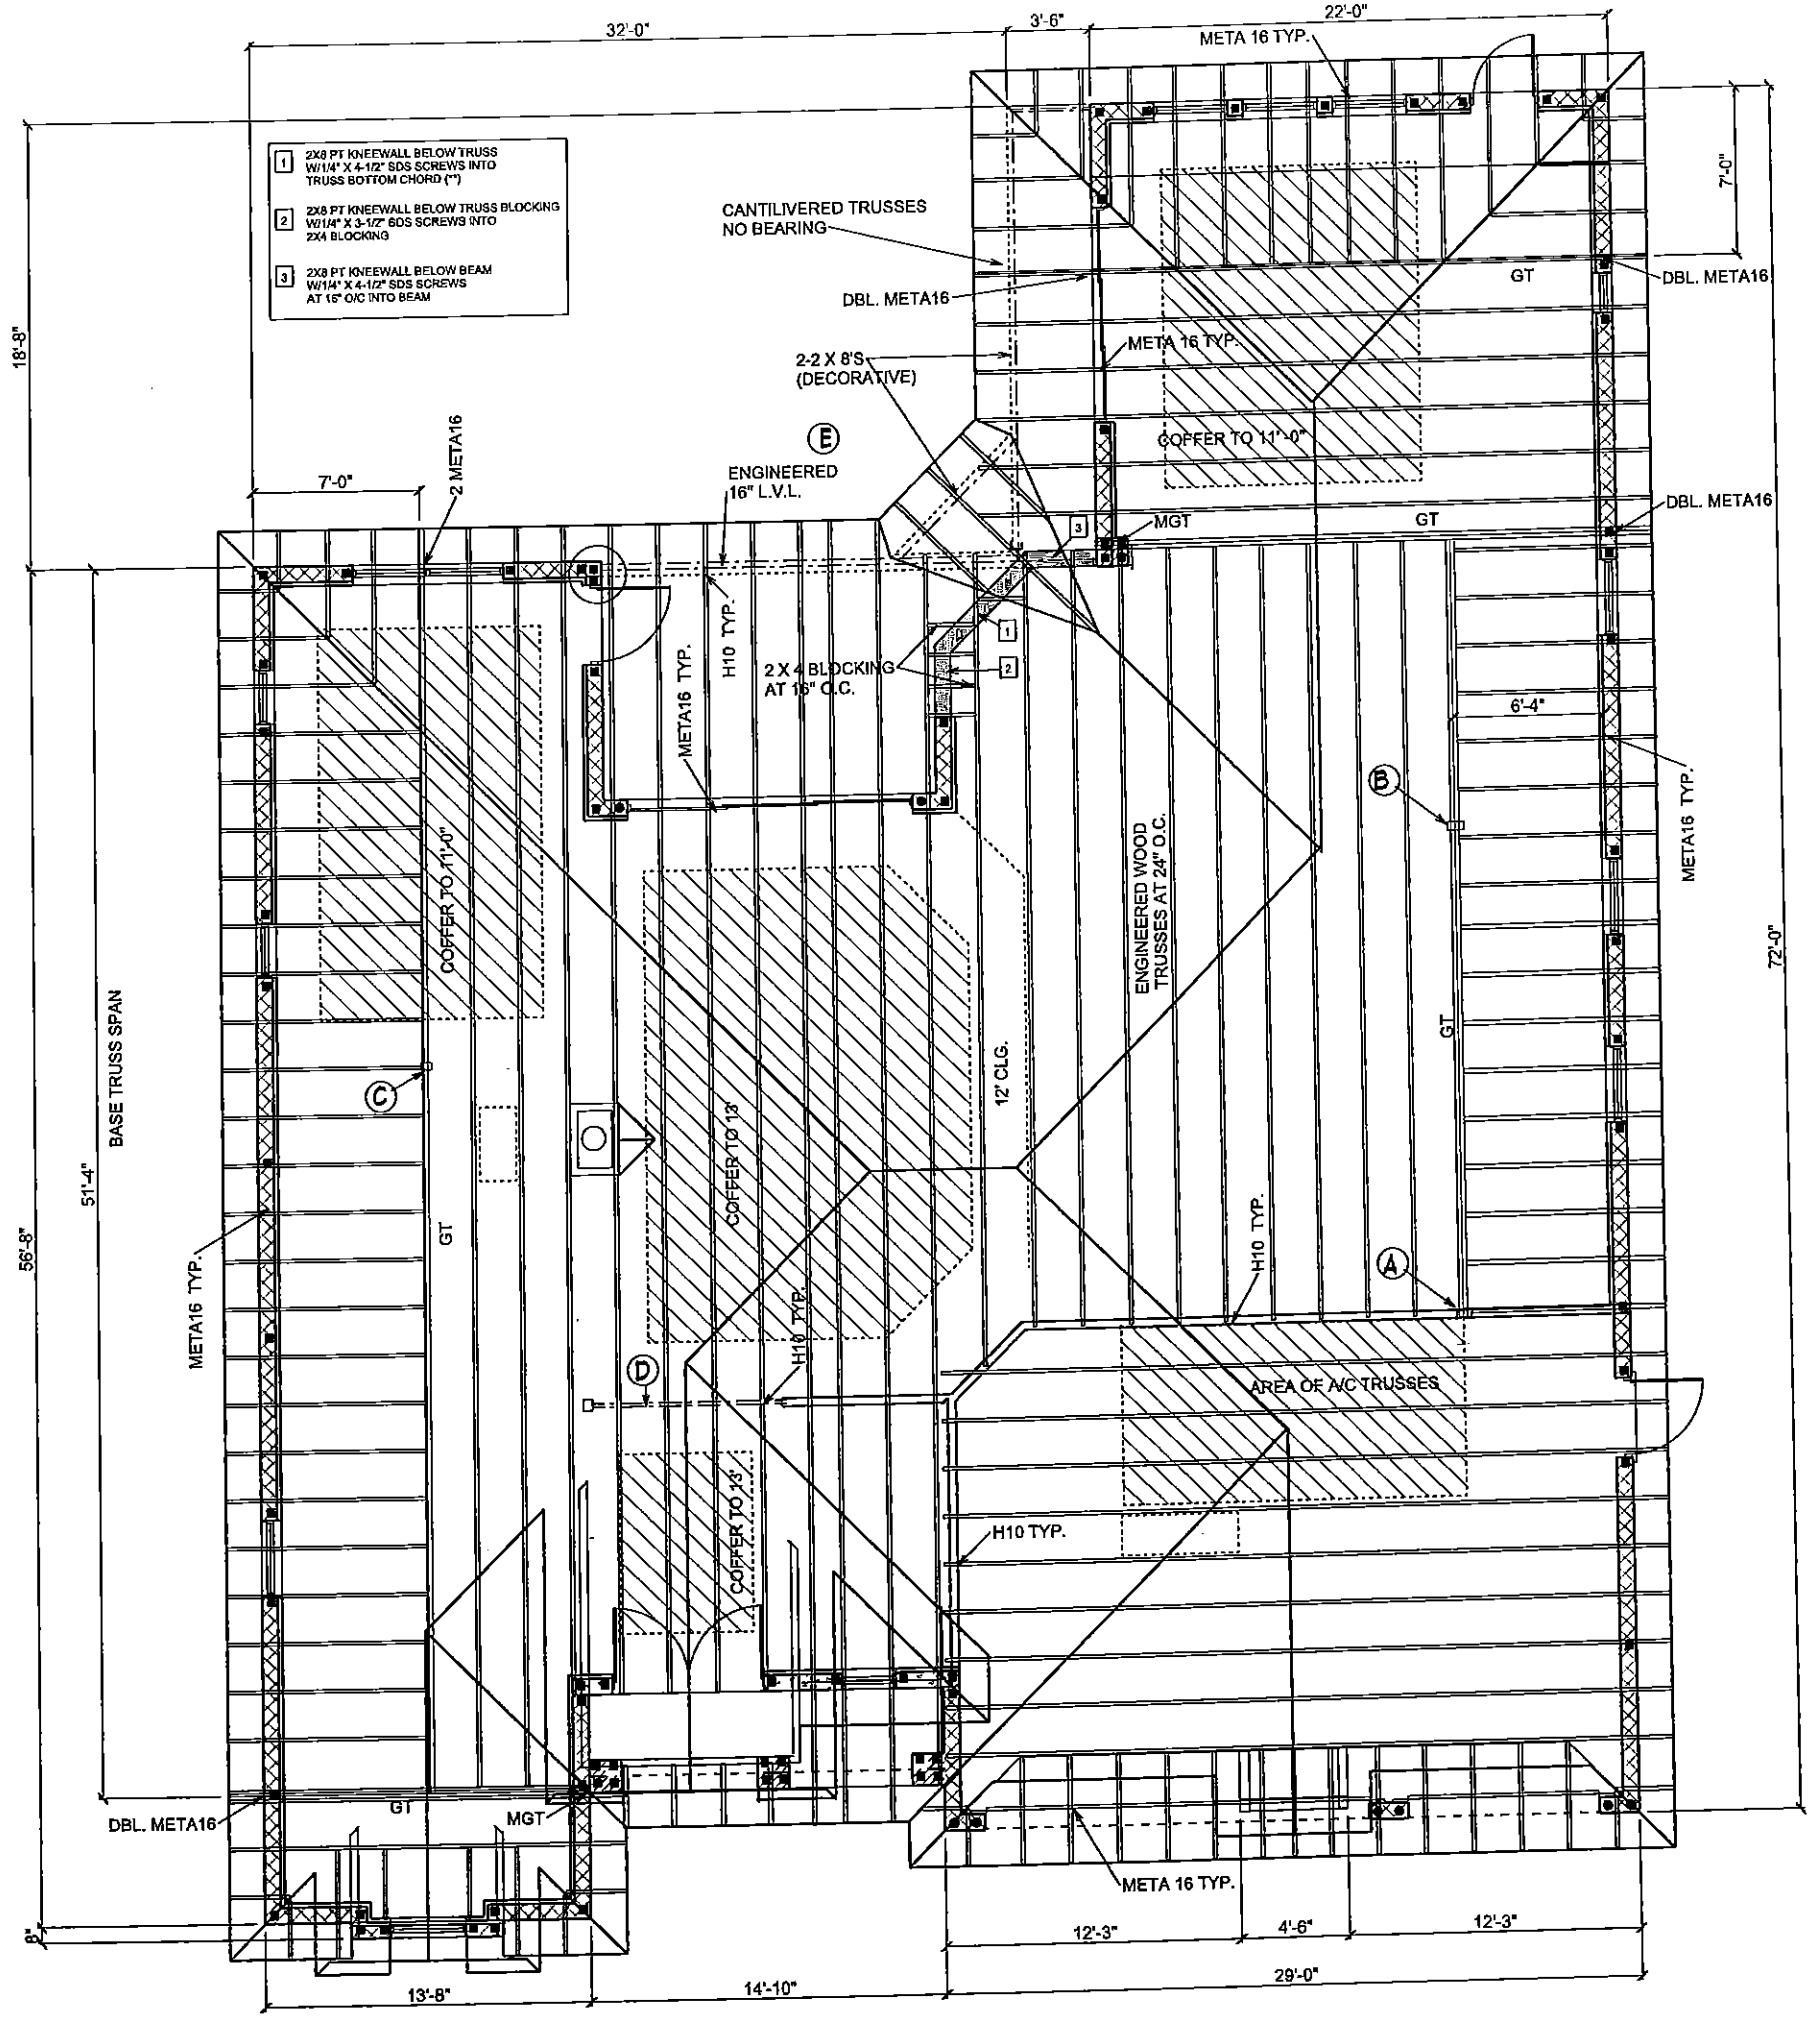 32'-0"
3'-6"
22'-0"
META 16 TYP.
1
2X8 PT KNEEWALL BELOW TRUSS
W/1/4" X 4-1/2" SDS SCREWS INTO
TRUSS BOTTOM CHORD (**)
2
2X8 PT KNEEWALL BELOW TRUSS BLOCKING
W/1/4" X 3-1/2" SDS SCREWS INTO
2X4 BLOCKING
3
2X8 PT KNEEWALL BELOW BEAM
W/1/4" X 4-1/2" SDS SCREWS
AT 16" O/C INTO BEAM
7'-0"
CANTILIVERED TRUSSES
NO BEARING
GT
DBL. META16
DBL. META16
18'-8"
META 16 TYP.
2-2 X 8'S
(DECORATIVE)
2 META16
E
COFFER TO 11'-0"
ENGINEERED
16" L.V.L.
7'-0"
DBL. META16
3
MGT
GT
H10 TYP.
1
2 X 4 BLOCKING
AT 16" O.C.
2
META16 TYP.
6'-4"
B
META16 TYP.
COFFER TO 11'-0"
ENGINEERED WOOD
TRUSSES AT 24" O.C.
72'-0"
BASE TRUSS SPAN
51'-4"
56'-8"
C
12' CLG.
GT
COFFER TO 13'
GT
H10 TYP.
A
META16 TYP.
H10 TYP.
D
AREA OF A/C TRUSSES
COFFER TO 13'
H10 TYP.
GT
MGT
DBL. META16
META 16 TYP.
8"
12'-3"
4'-6"
12'-3"
13'-8"
14'-10"
29'-0"